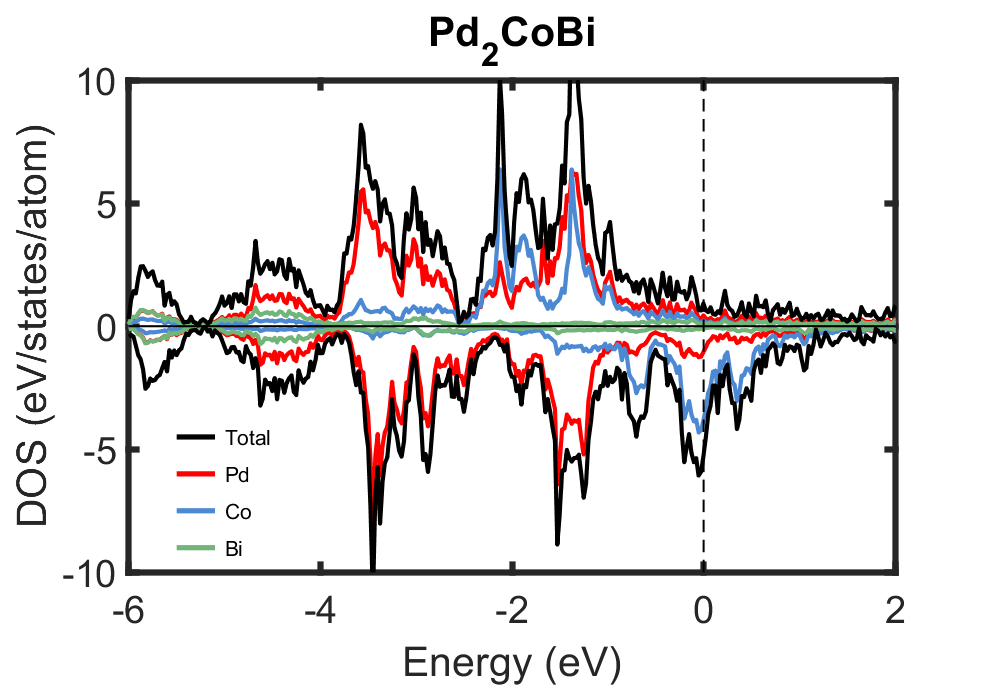 Pd2CoBi
DOS (eV/states/atom)
10
5
0
-5
-10
Total
Pd
Co
Bi
-6 -4 -2 0 2
Energy (eV)